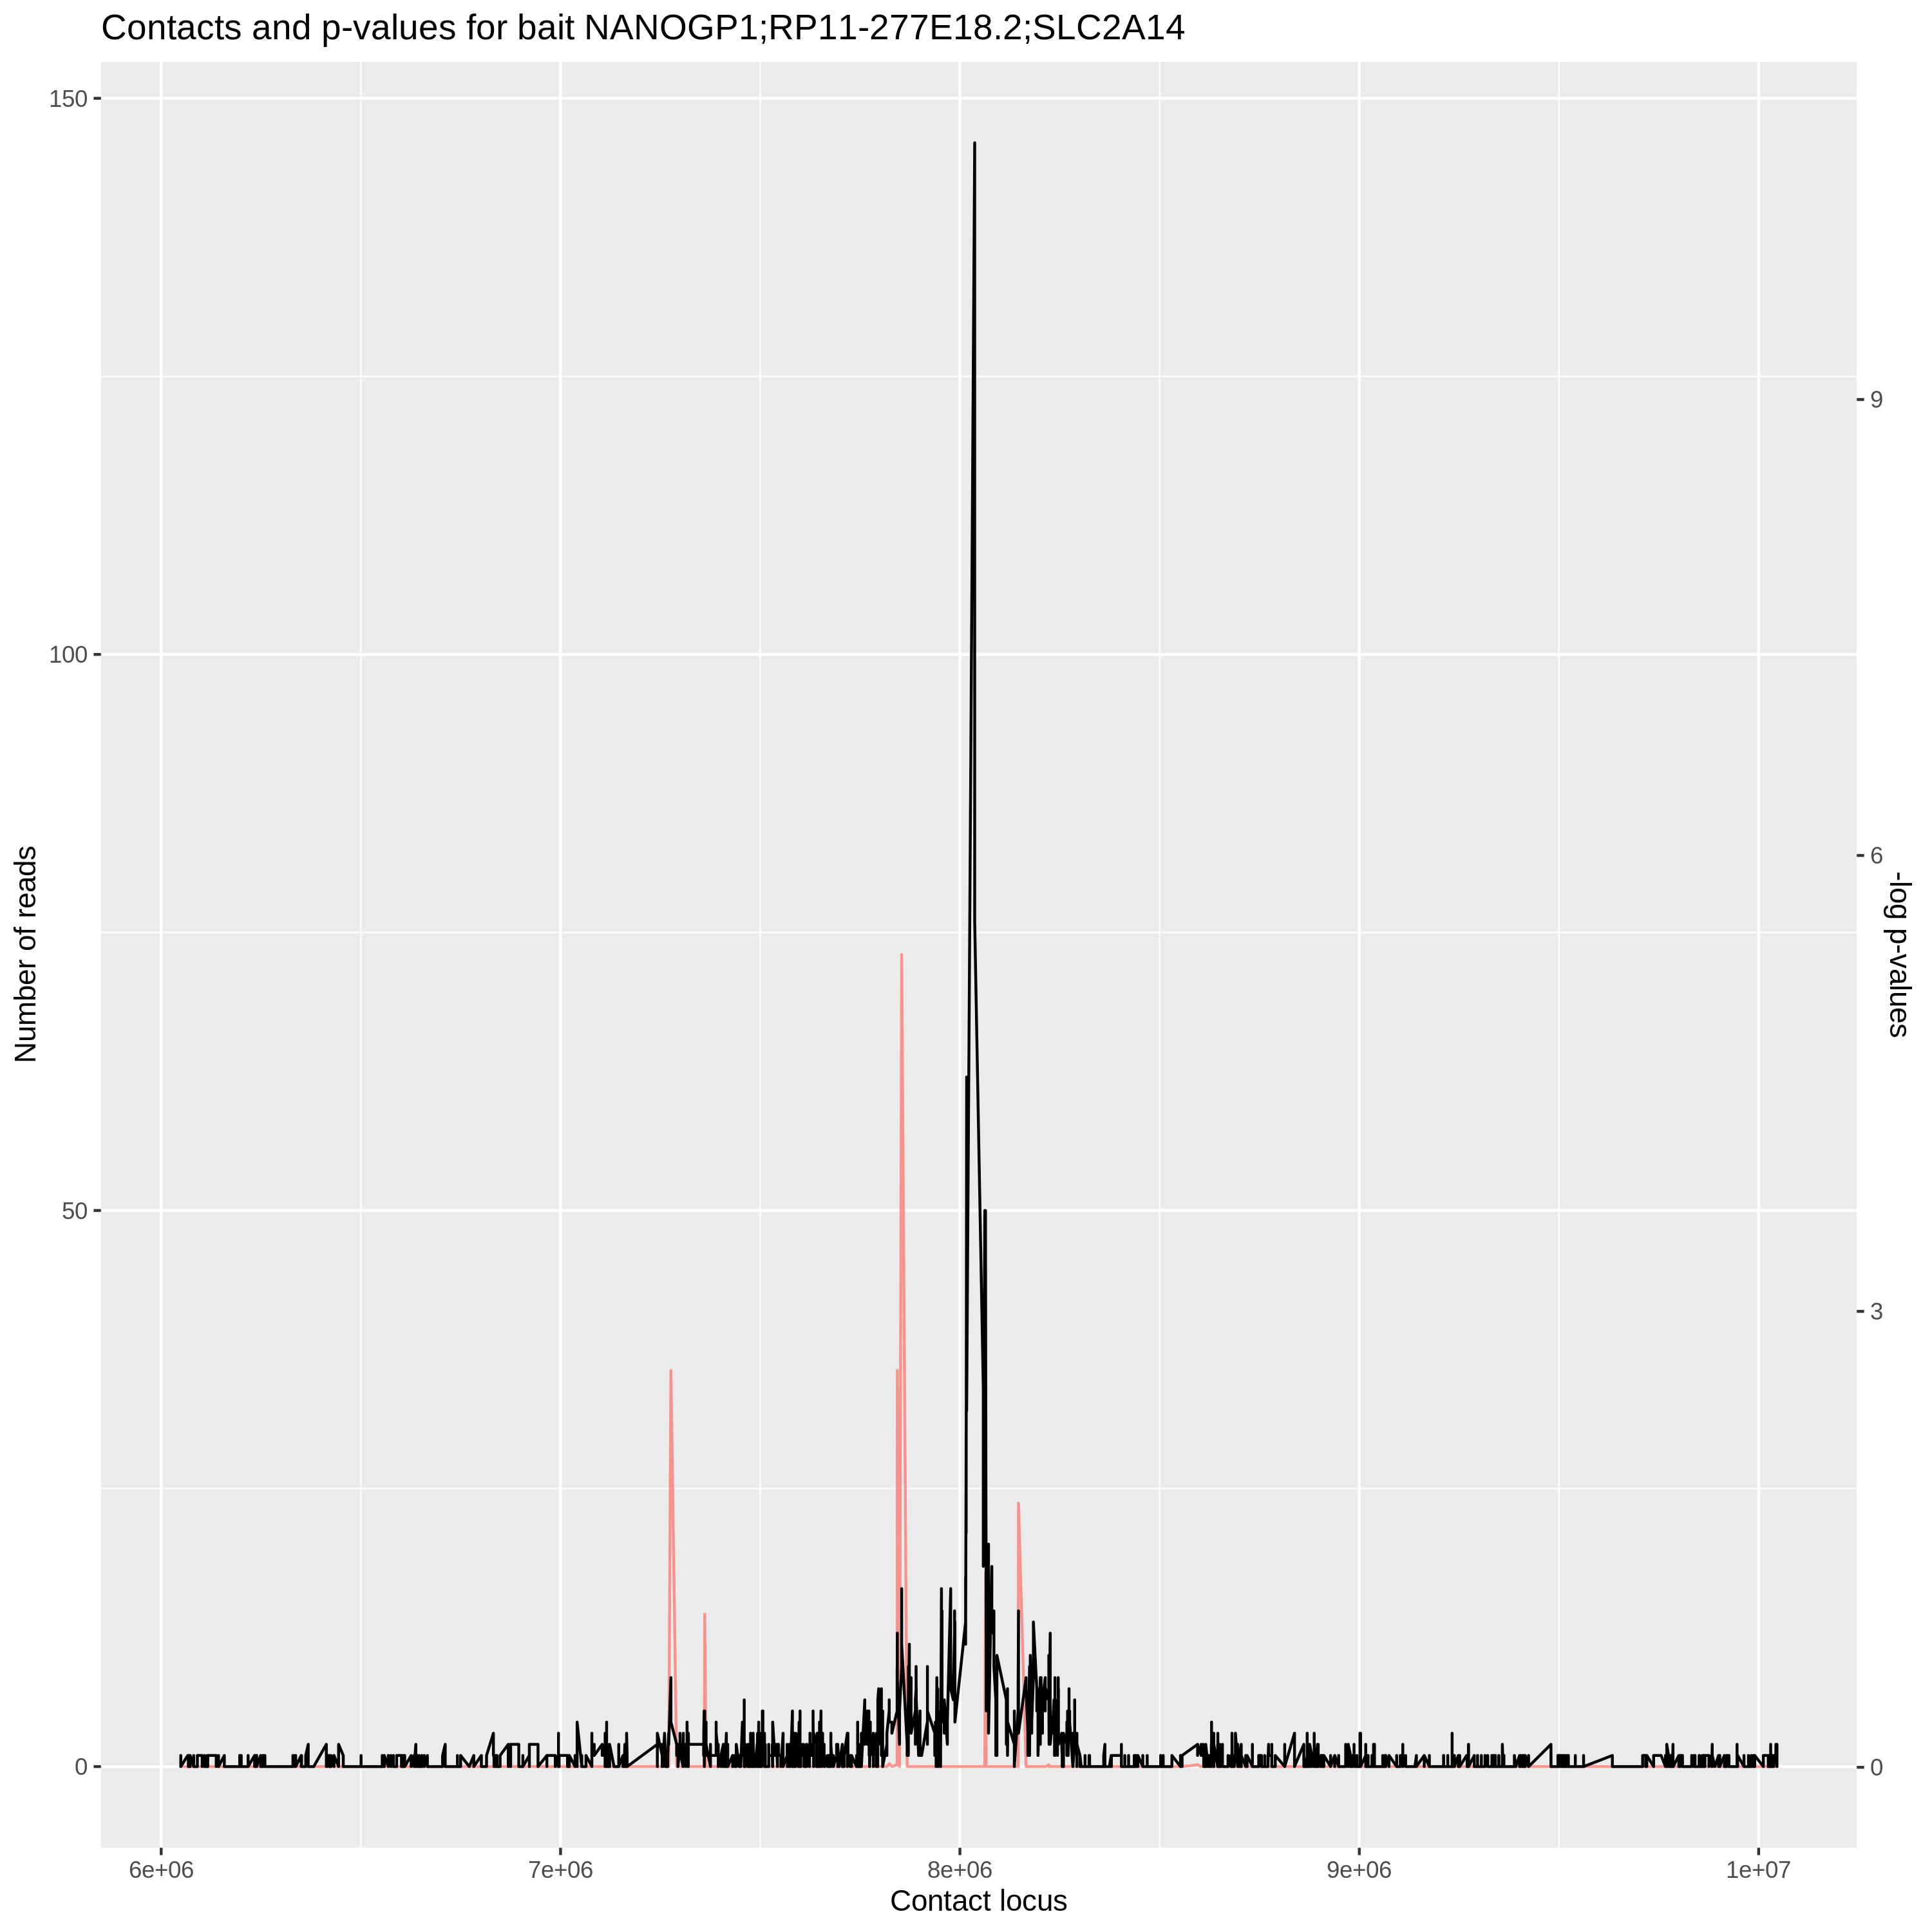 Contacts and p-values for bait NANOGP1;RP11-277E18.2;SLC2A14
150
100
50
0
Number of reads
9
6
3
0
-log p-values
6e+06 7e+06 8e+06 9e+06 1e+07
Contact locus